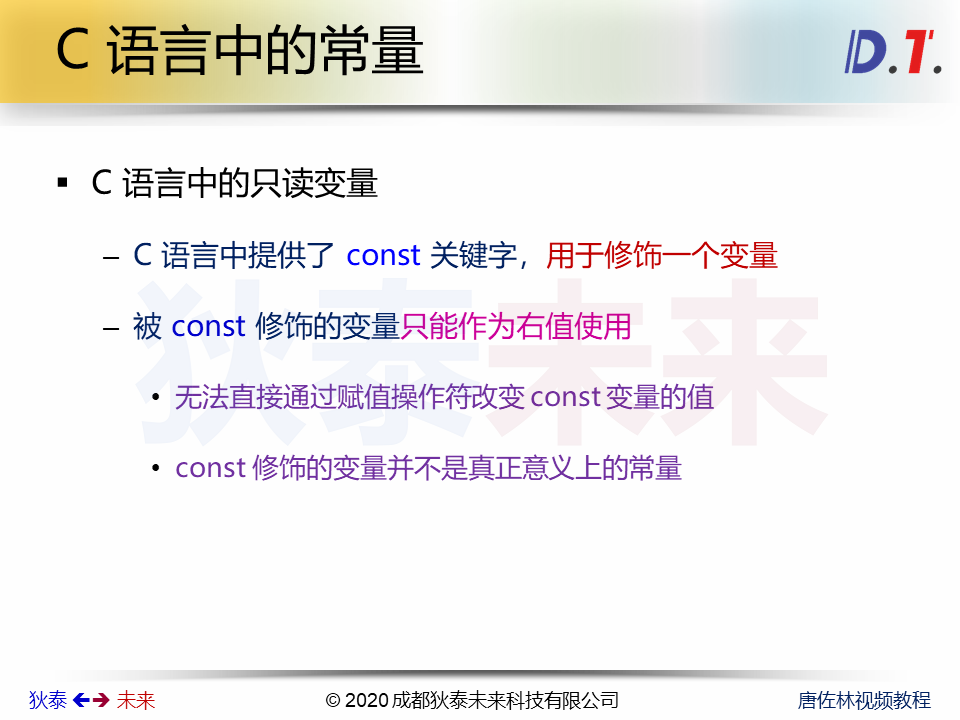 C 语言中的常量
D.T.
▪ C 语言中的只读变量
– C 语言中提供了 const 关键字，用于修饰一个变量
– 被 const 修饰的变量只能作为右值使用
狄泰未来
• 无法直接通过赋值操作符改变 const 变量的值
• const 修饰的变量并不是真正意义上的常量
狄泰 🡸🡺 未来 © 2020 成都狄泰未来科技有限公司 唐佐林视频教程